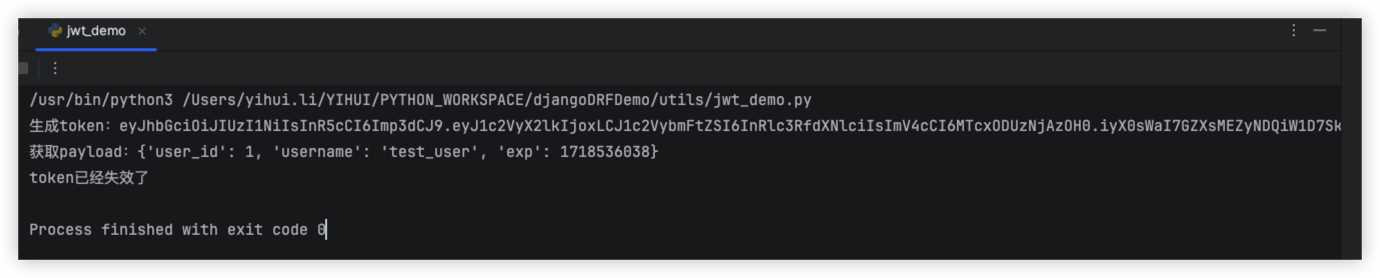 jwt_demo
/usr/bin/python3 /Users/yihui.li/YIHUI/PYTHON_WORKSPACE/djangoDRFDemo/utils/jwt_demo.py
生成token：eyJhbGciOiJIUzI1NiIsInR5cCI6Imp3dCJ9.eyJ1c2VyX2lkIjoxLCJ1c2VybmFtZSI6InRlc3RfdXNlciIsImV4cCI6MTcxODUzNjAzOH0.iyX0sWaI7GZXsMEZyNDQiW1D7Sk
获取payload：{'user_id': 1, 'username': 'test_user', 'exp': 1718536038}
token已经失效了
Process finished with exit code 0